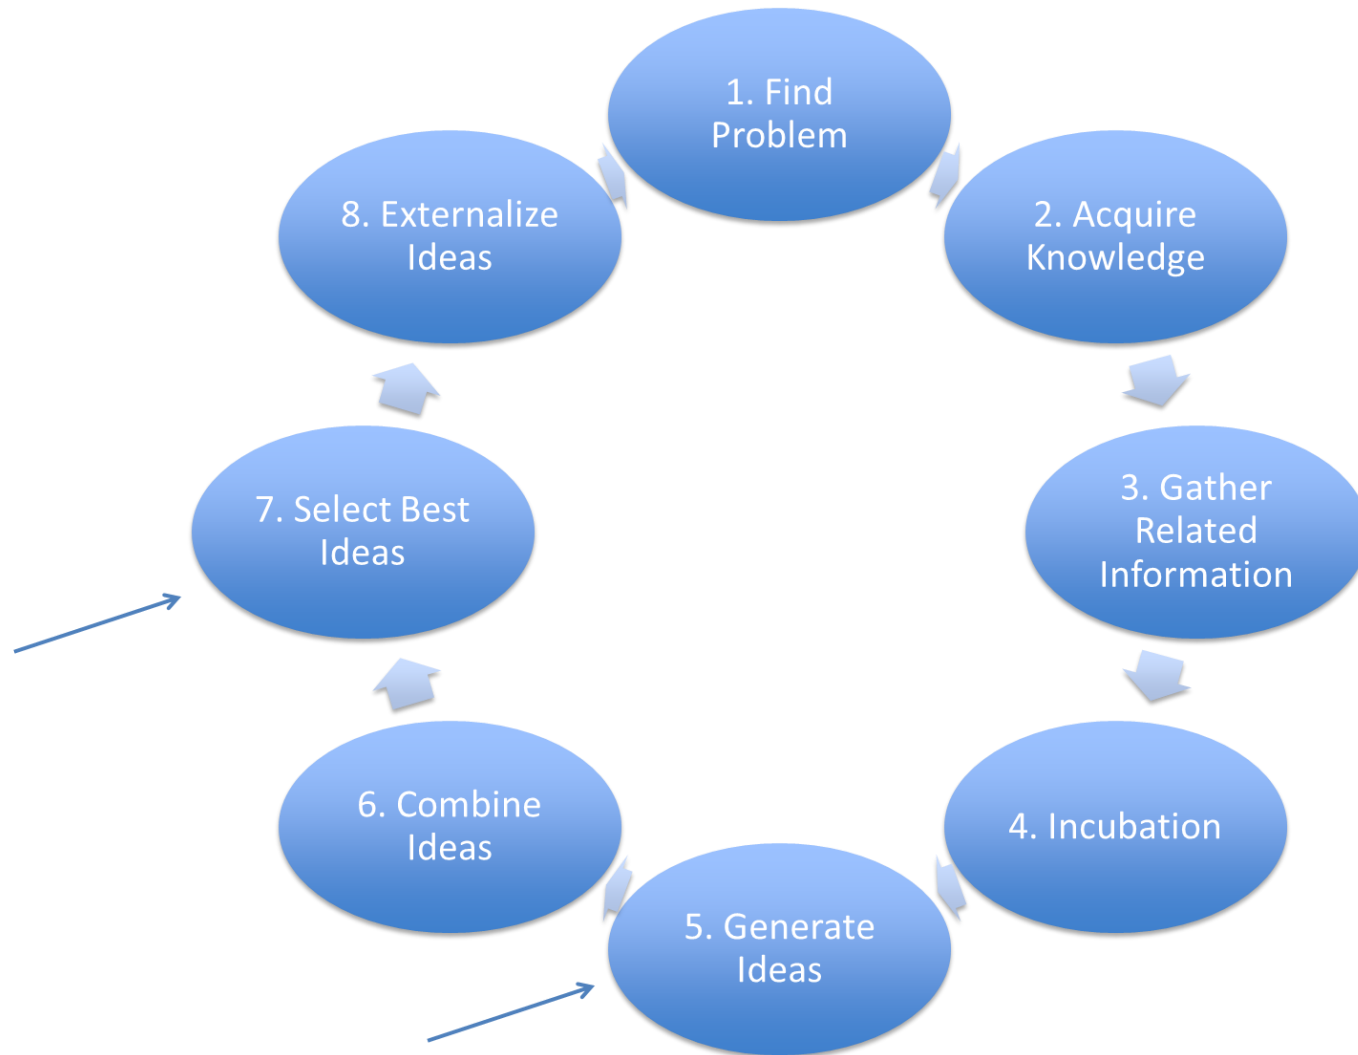 1. Find
Problem
2. Acquire
Knowledge
3. Gather
Related
Information
4. Incubation
5. Generate
Ideas
6. Combine
Ideas
7. Select Best
Ideas
8. Externalize
Ideas